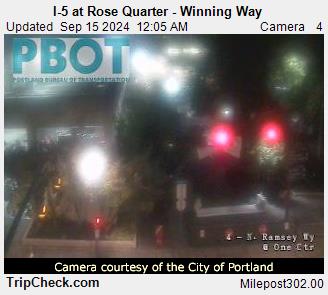 I-5 at Rose Quarter - Winning Way
Updated Sep 15 2024 12:05 AM Camera 4
PBOT
PORTLAND BUREAU OF TRANSPORTATION
4 - N. Ramsey Wy
@ One Ctr
Camera courtesy of the City of Portland
TripCheck.com Milepost302.00